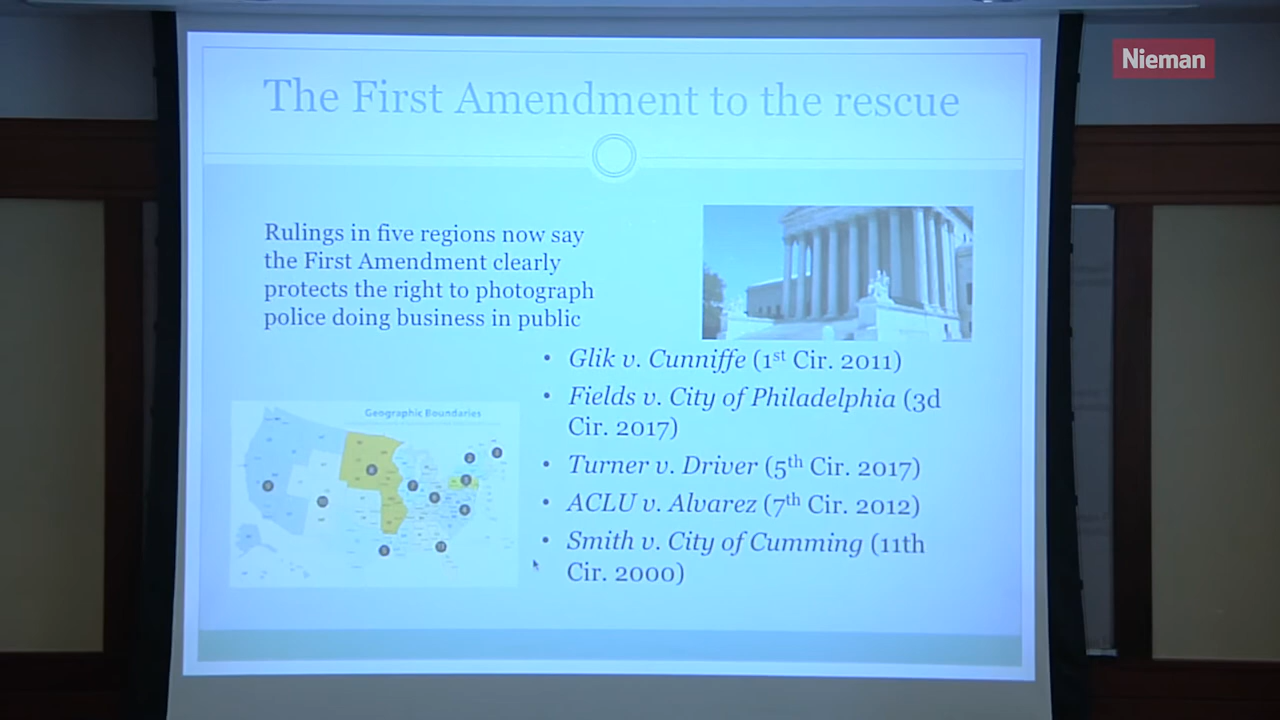 Nieman
The First Amendment to the rescue
Rulings in five regions now say
the First Amendment clearly
protects the right to photograph
police doing business in public
• Glik v. Cunniffe (1st Cir. 2011)
• Fields v. City of Philadelphia (3d
Cir. 2017)
• Turner v. Driver (5th Cir. 2017)
• ACLU v. Alvarez (7th Cir. 2012)
• Smith v. City of Cumming (11th
Cir. 2000)
Geographic Boundaries